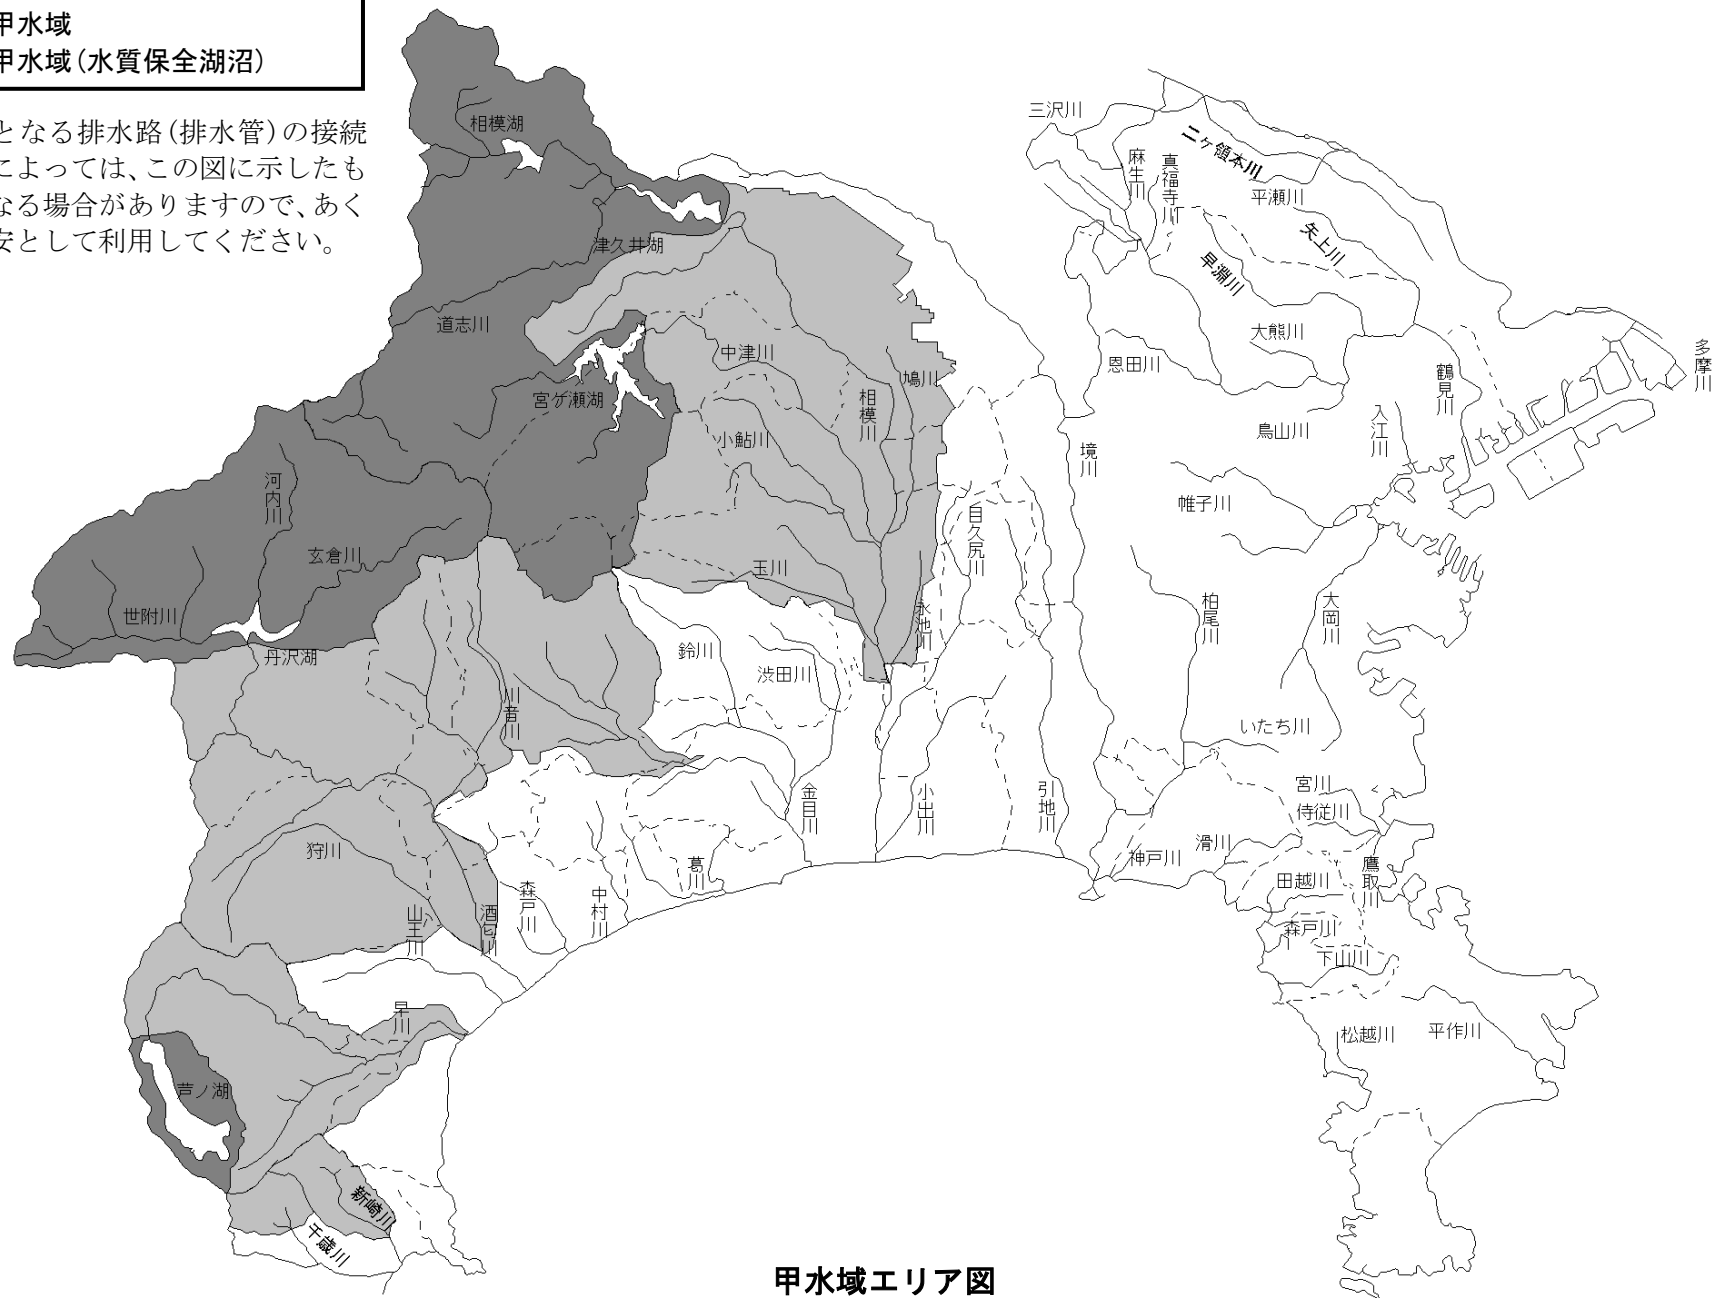 甲水域
甲水域(水質保全湖沼)
となる排水路(排水管)の接続
によっては、この図に示したも
なる場合がありますので、あく
安として利用してください。
相模湖
津久井湖
道志川
宮ケ瀬湖
中津川
鳩川
相模川
小鮎川
河内川
玄倉川
世附川
丹沢湖
玉川
目久尻川
永池川
鈴川
渋田川
川音川
金目川
小出川
引地川
狩川
山王川
酒匂川
森戸川
中村川
葛川
早川
芦ノ湖
新崎川
千歳川
三沢川
麻生川
真福寺川
二ヶ領本川
平瀬川
矢上川
早淵川
大熊川
恩田川
鶴見川
多摩川
鳥山川
入江川
境川
帷子川
柏尾川
大岡川
いたち川
宮川
侍従川
神戸川
滑川
鷹取川
田越川
森戸川
下山川
松越川
平作川
甲水域エリア図